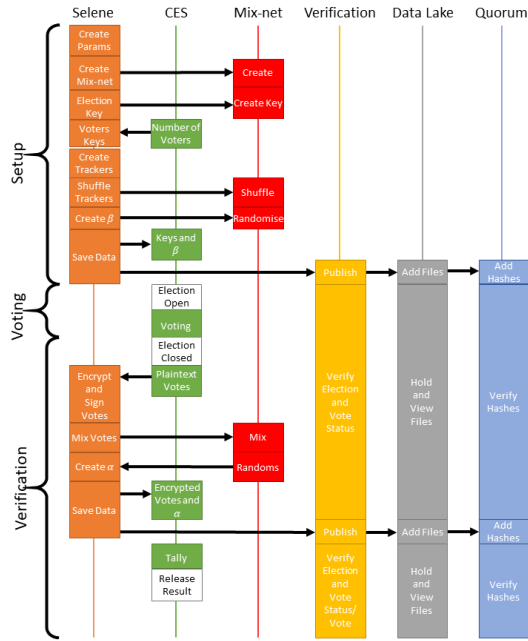 Selene CES Mix-net Verification Data Lake Quorum
Setup
Voting
Verification
Create
Params
Create
Mix-net
Create
Election
Key
Create Key
Voters
Keys
Number of
Voters
Create
Trackers
Shuffle
Trackers
Shuffle
Create β
Randomise
Save Data
Keys and
β
Publish
Add Files
Add
Hashes
Election
Open
Voting
Election
Closed
Plaintext
Votes
Encrypt
and
Sign
Votes
Verify
Election
and
Vote
Status
Hold
and
View
Files
Verify
Hashes
Mix Votes
Mix
Create α
Randoms
Save Data
Encrypted
Votes and
α
Publish
Add Files
Add
Hashes
Tally
Release
Result
Verify
Election
and
Vote
Status/
Vote
Hold
and
View
Files
Verify
Hashes